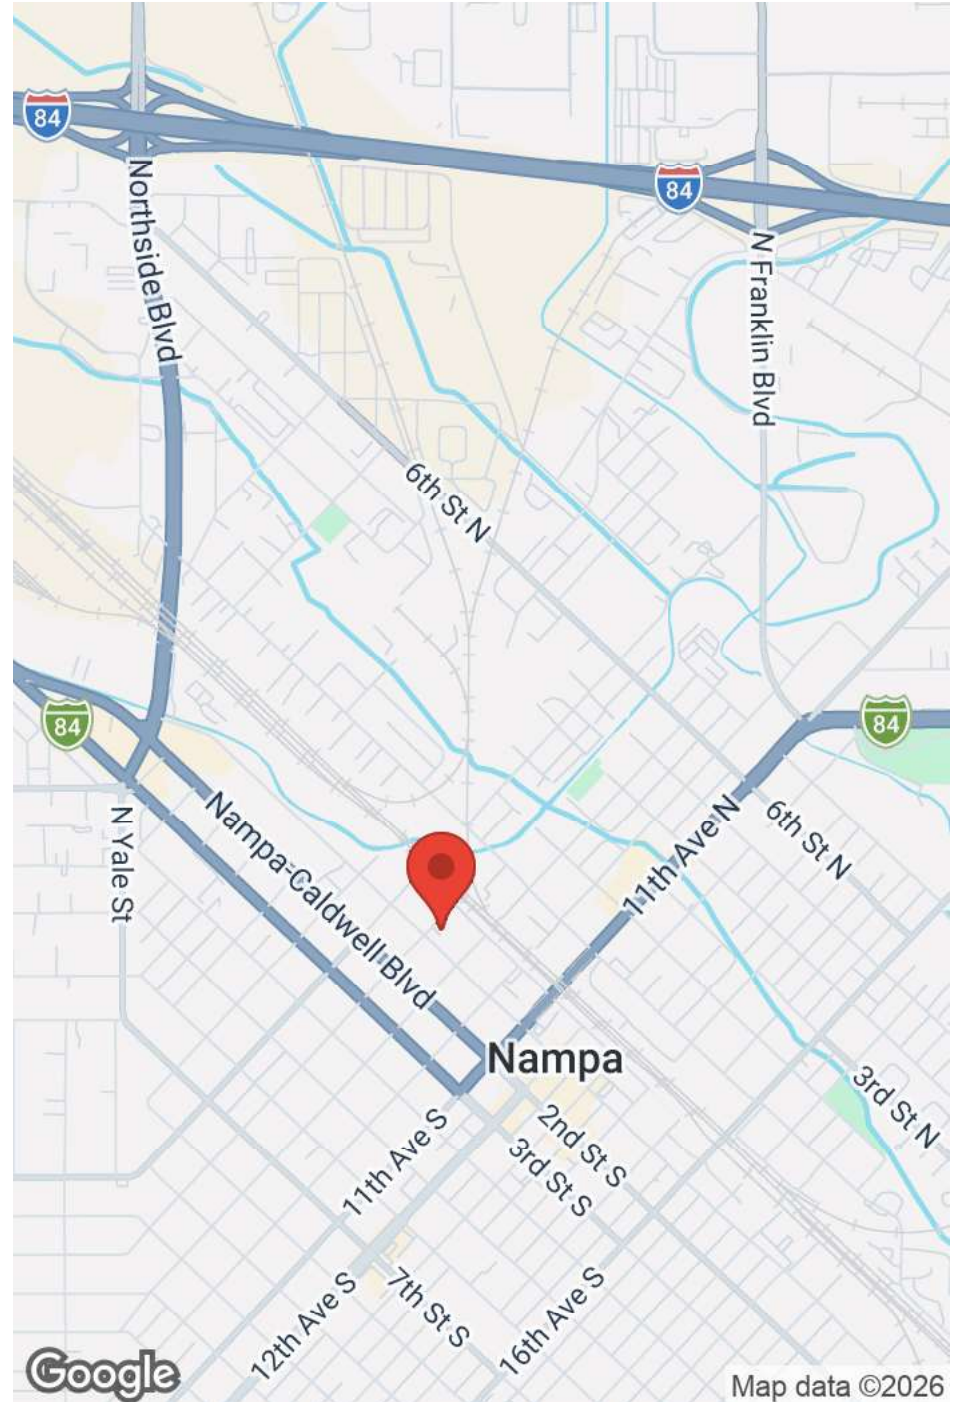 84
84
Northside Blvd
N Franklin Blvd
6th St N
84
84
N Yale St
Nampa-Caldwell Blvd
11th Ave N
6th St N
Nampa
3rd St N
2nd St S
3rd St S
11th Ave S
12th Ave S
7th St S
16th Ave S
Google
Map data ©2026